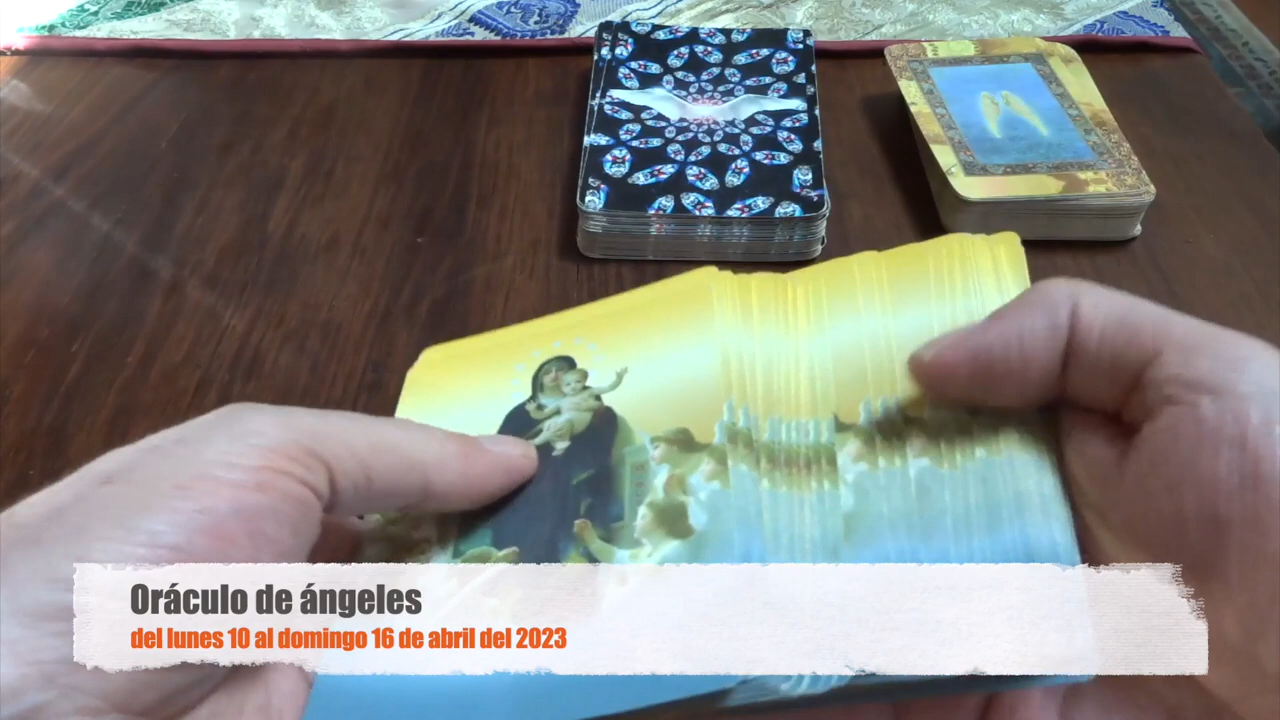 Oráculo de ángeles
del lunes 10 al domingo 16 de abril del 2023